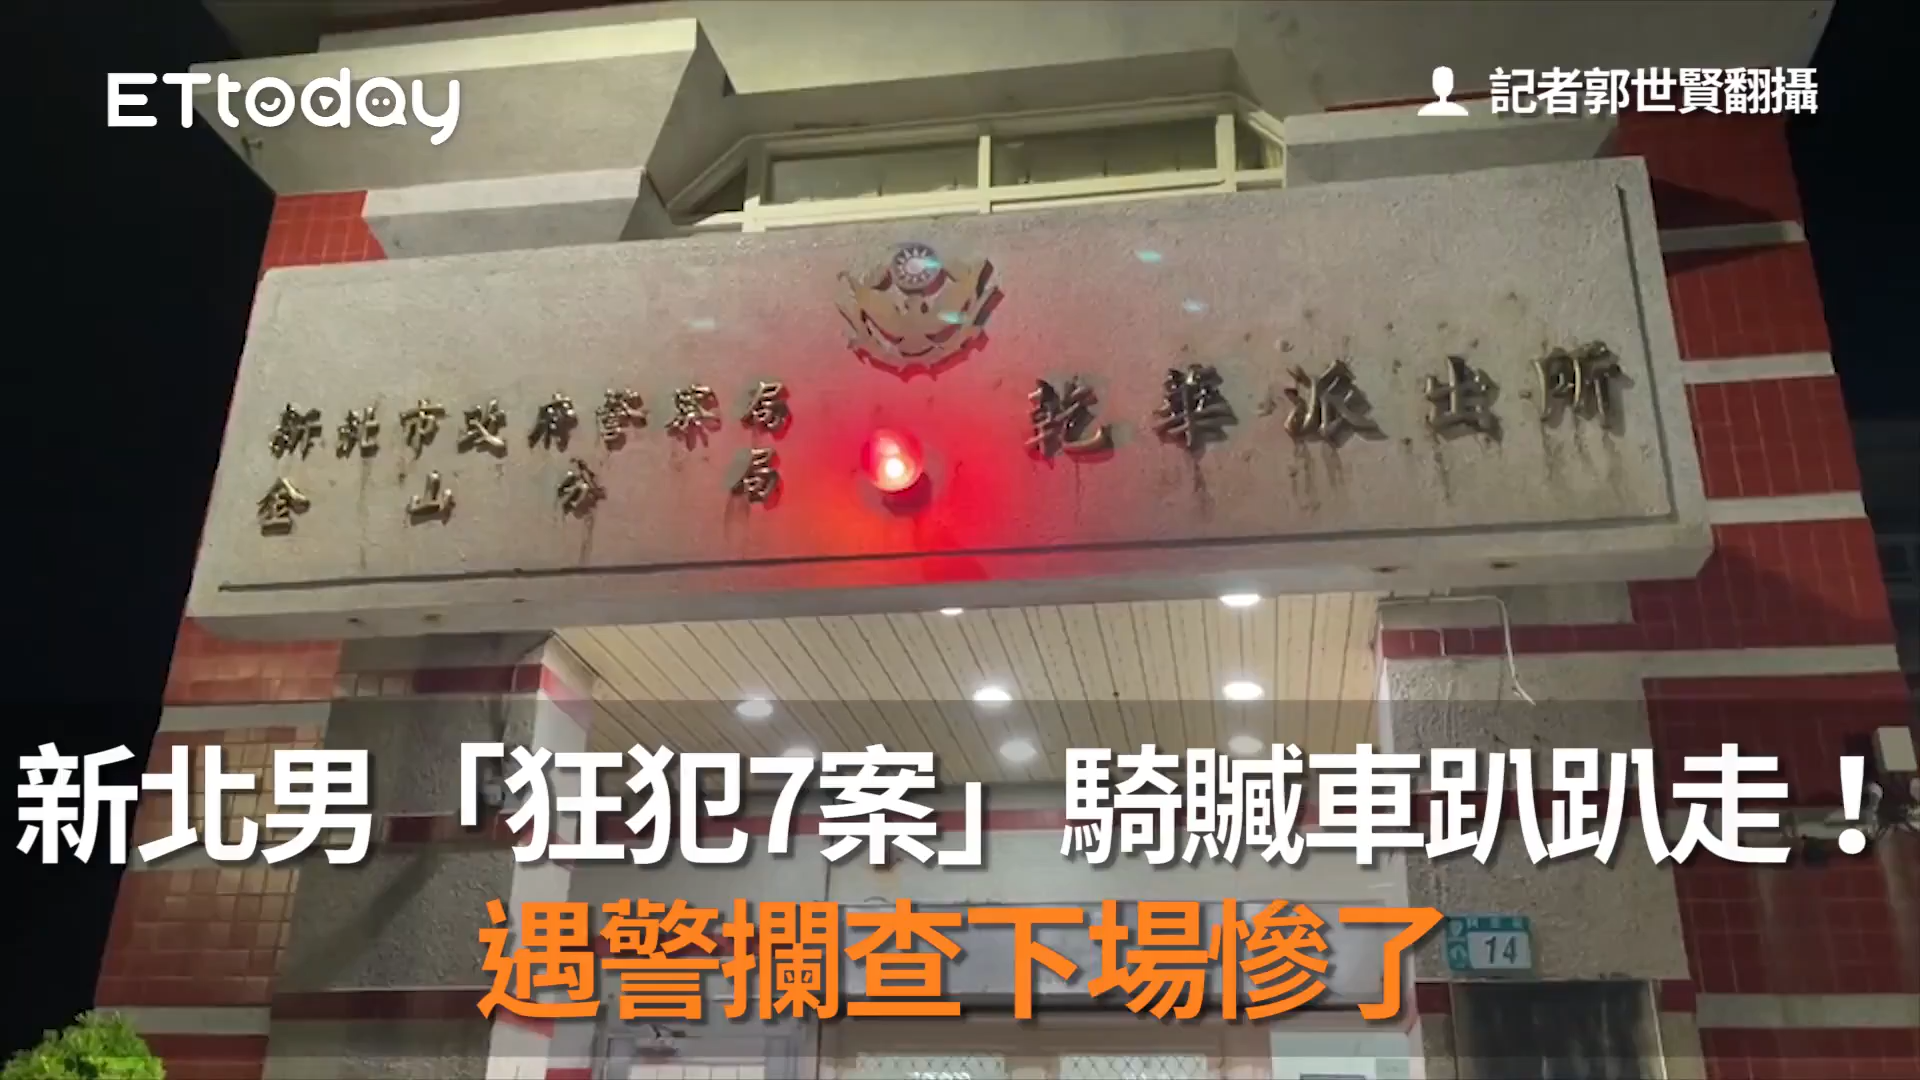 ETtoday
記者郭世賢翻攝
新北市政府警察局
金山分局
乾華派出所
新北男「狂犯7案」騎贓車趴趴走！
遇警攔查下場慘了
14